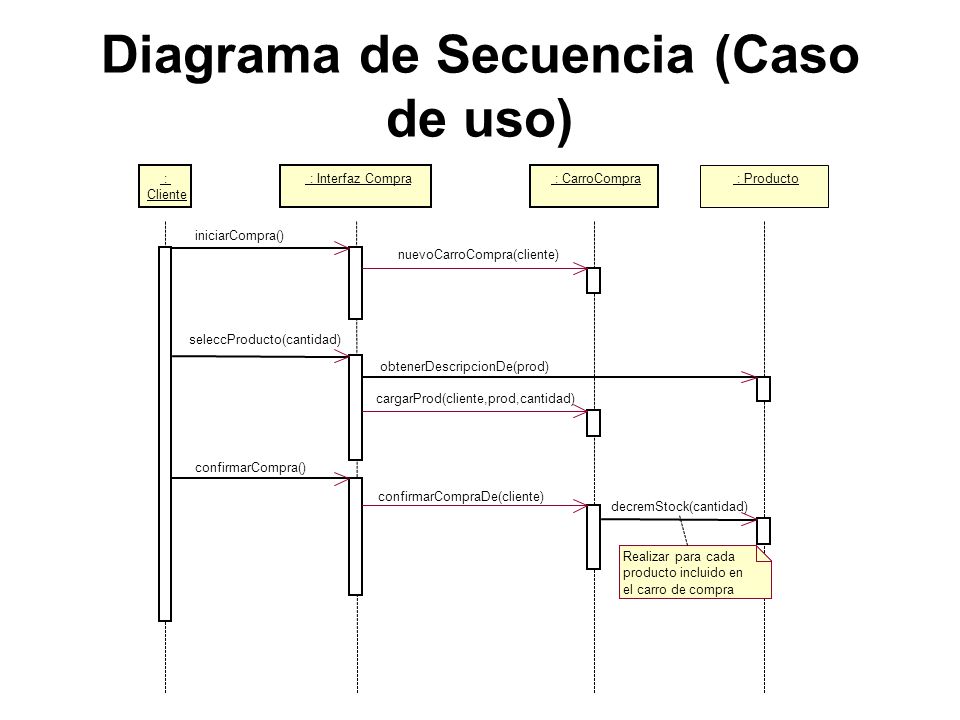 Diagrama de Secuencia (Caso
de uso)
:
Cliente
: Interfaz Compra
: CarroCompra
: Producto
iniciarCompra()
nuevoCarroCompra(cliente)
seleccProducto(cantidad)
obtenerDescripcionDe(prod)
cargarProd(cliente,prod,cantidad)
confirmarCompra()
confirmarCompraDe(cliente)
decremStock(cantidad)
Realizar para cada
producto incluido en
el carro de compra